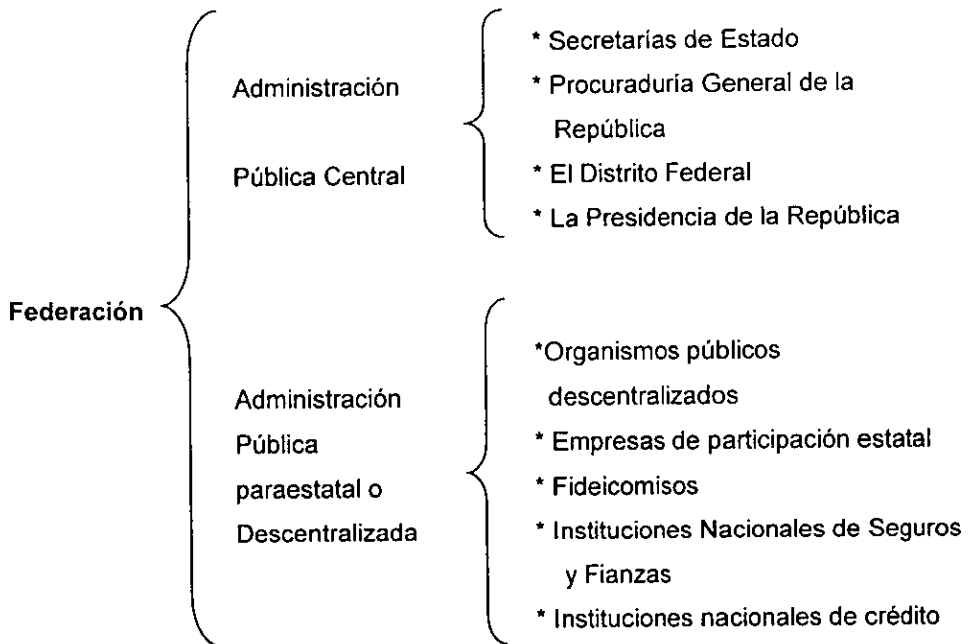 Federación
Administración
Pública Central
* Secretarías de Estado
* Procuraduría General de la
República
* El Distrito Federal
* La Presidencia de la República
Administración
Pública
paraestatal o
Descentralizada
*Organismos públicos
descentralizados
* Empresas de participación estatal
* Fideicomisos
* Instituciones Nacionales de Seguros
y Fianzas
* Instituciones nacionales de crédito